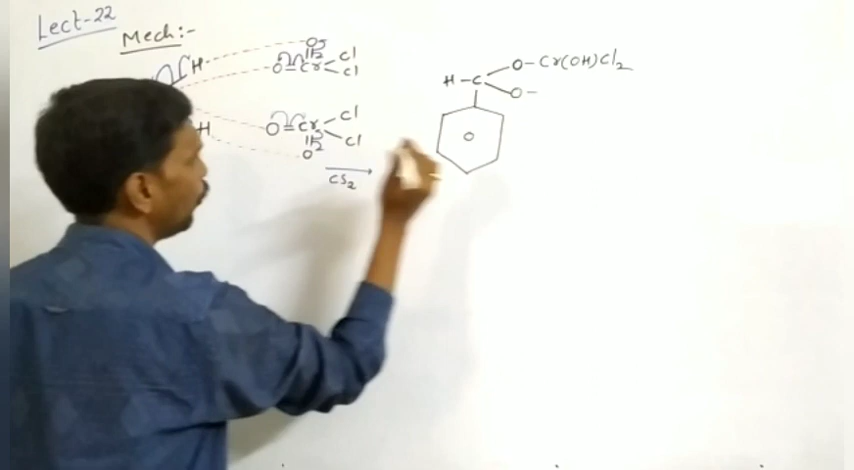 Lect-22
Mech:-
H
O
O=Cr
Cl
Cl
H
O=Cr
Cl
Cl
O
CS₂
H-C
O-Cr(OH)Cl₂
O-